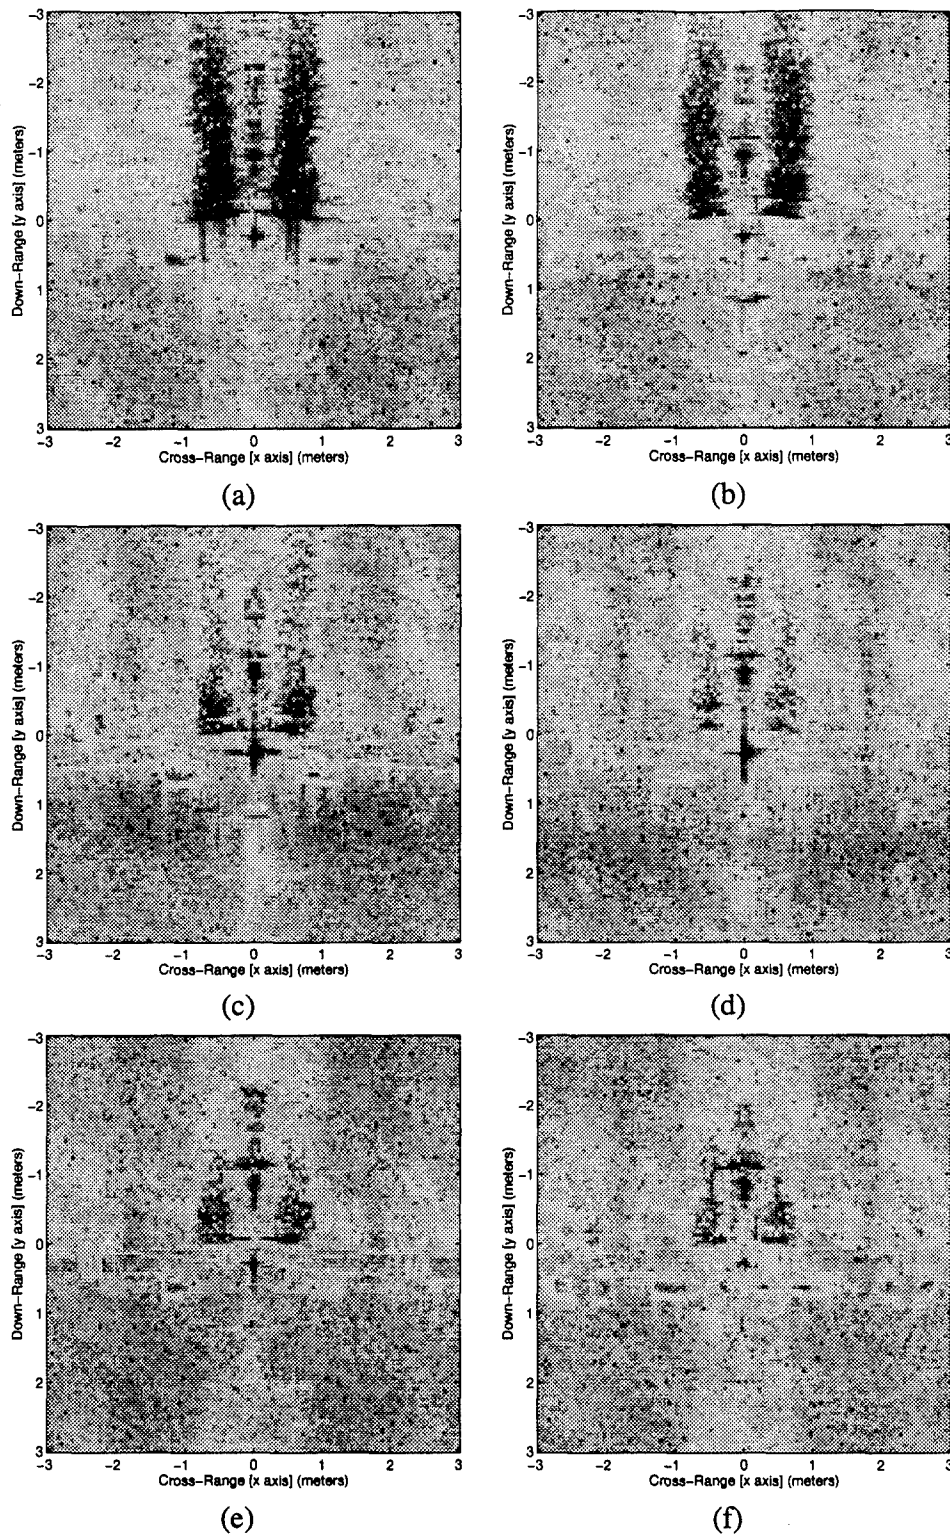 -3
-2
-1
0
1
2
3
Down-Range [y axis] (meters)
-3 -2 -1 0 1 2 3
Cross-Range [x axis] (meters)
(a)
-3
-2
-1
0
1
2
3
Down-Range [y axis] (meters)
-3 -2 -1 0 1 2 3
Cross-Range [x axis] (meters)
(b)
-3
-2
-1
0
1
2
3
Down-Range [y axis] (meters)
-3 -2 -1 0 1 2 3
Cross-Range [x axis] (meters)
(c)
-3
-2
-1
0
1
2
3
Down-Range [y axis] (meters)
-3 -2 -1 0 1 2 3
Cross-Range [x axis] (meters)
(d)
-3
-2
-1
0
1
2
3
Down-Range [y axis] (meters)
-3 -2 -1 0 1 2 3
Cross-Range [x axis] (meters)
(e)
-3
-2
-1
0
1
2
3
Down-Range [y axis] (meters)
-3 -2 -1 0 1 2 3
Cross-Range [x axis] (meters)
(f)